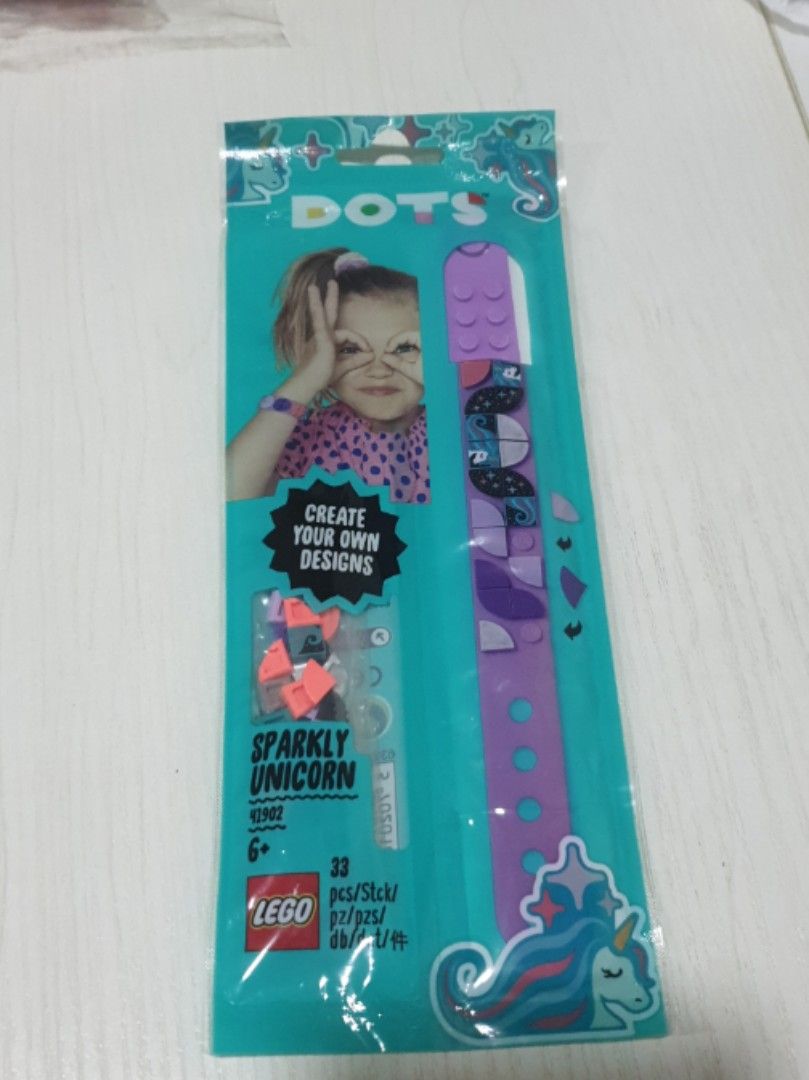 DOTS
CREATE
YOUR OWN
DESIGNS
SPARKLY
UNICORN
41902
6+
LEGO
33
pcs/Stck/
pz/pzs/